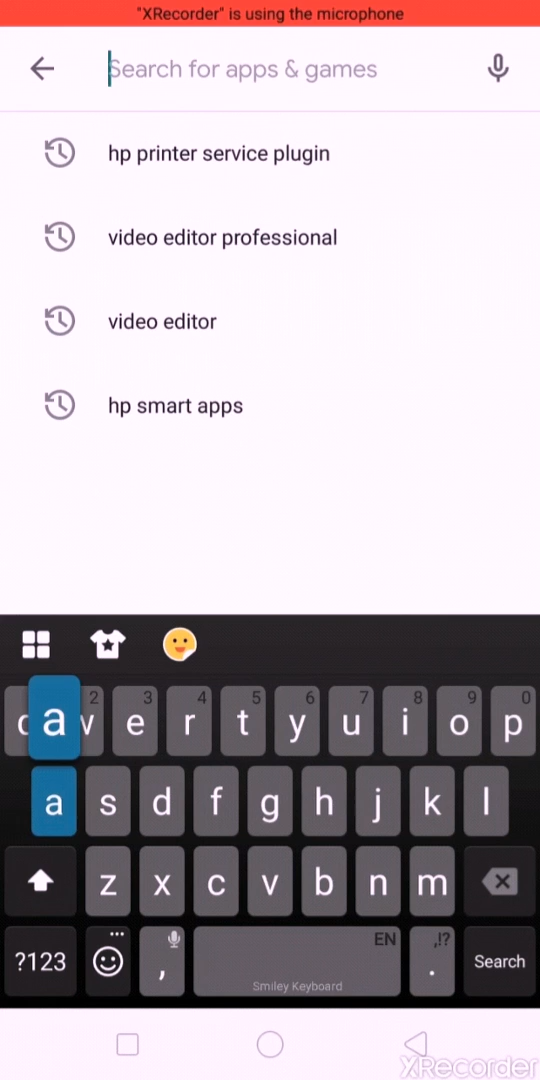 "XRecorder" is using the microphone
Search for apps & games
hp printer service plugin
video editor professional
video editor
hp smart apps
a 2 3 4 5 6 7 8 9 0
e r t y u i o p
a s d f g h j k l
z x c v b n m
EN ,!?
?123 , . Search
Smiley Keyboard
XRecorder